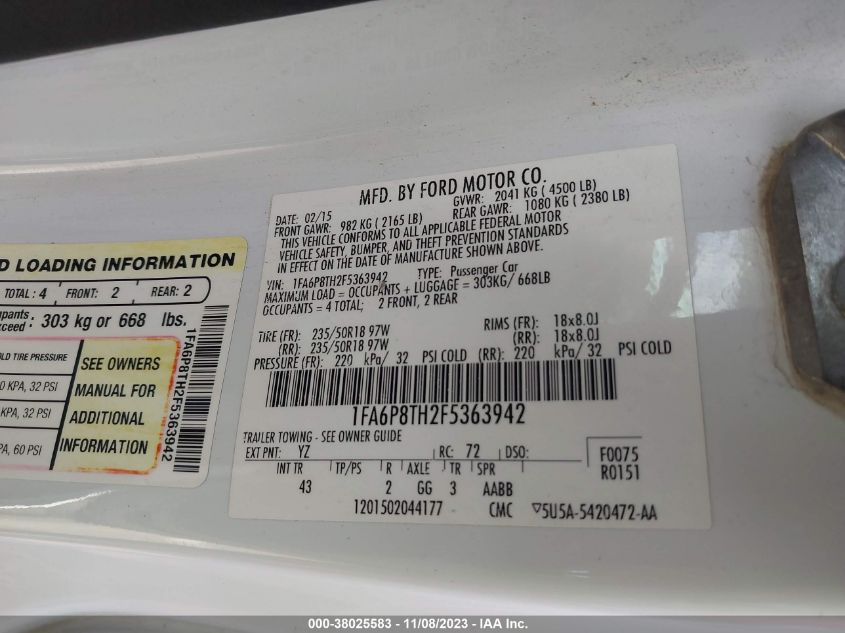 MFD. BY FORD MOTOR CO.
DATE: 02/15 GVWR: 2041 KG ( 4500 LB)
FRONT GAWR: 982 KG ( 2165 LB) REAR GAWR: 1080 KG ( 2380 LB)
THIS VEHICLE CONFORMS TO ALL APPLICABLE FEDERAL MOTOR
VEHICLE SAFETY, BUMPER, AND THEFT PREVENTION STANDARDS
IN EFFECT ON THE DATE OF MANUFACTURE SHOWN ABOVE.
VIN: 1FA6P8TH2F5363942 TYPE: Passenger Car
MAXIMUM LOAD = OCCUPANTS + LUGGAGE = 303KG/ 668LB
OCCUPANTS = 4 TOTAL; 2 FRONT, 2 REAR
TIRE (FR): 235/50R18 97W RIMS (FR): 18x8.0J
(RR): 235/50R18 97W (RR): 18x8.0J
PRESSURE (FR): 220 kPa/ 32 PSI COLD (RR): 220 kPa/ 32 PSI COLD
1FA6P8TH2F5363942
TRAILER TOWING - SEE OWNER GUIDE
EXT PNT: YZ RC: 72 DSO: F0075
R0151
INT TR TP/PS R AXLE TR SPR
43 2 GG 3 AABB
1201502044177 CMC ▽5U5A-5420472-AA
D LOADING INFORMATION
TOTAL: 4 FRONT: 2 REAR: 2
upants
xceed: 303 kg or 668 lbs.
LD TIRE PRESSURE
0 KPA, 32 PSI
KPA, 32 PSI
PA, 60 PSI
SEE OWNERS
MANUAL FOR
ADDITIONAL
INFORMATION
1FA6P8TH2F5363942
000-38025583 - 11/08/2023 - IAA Inc.